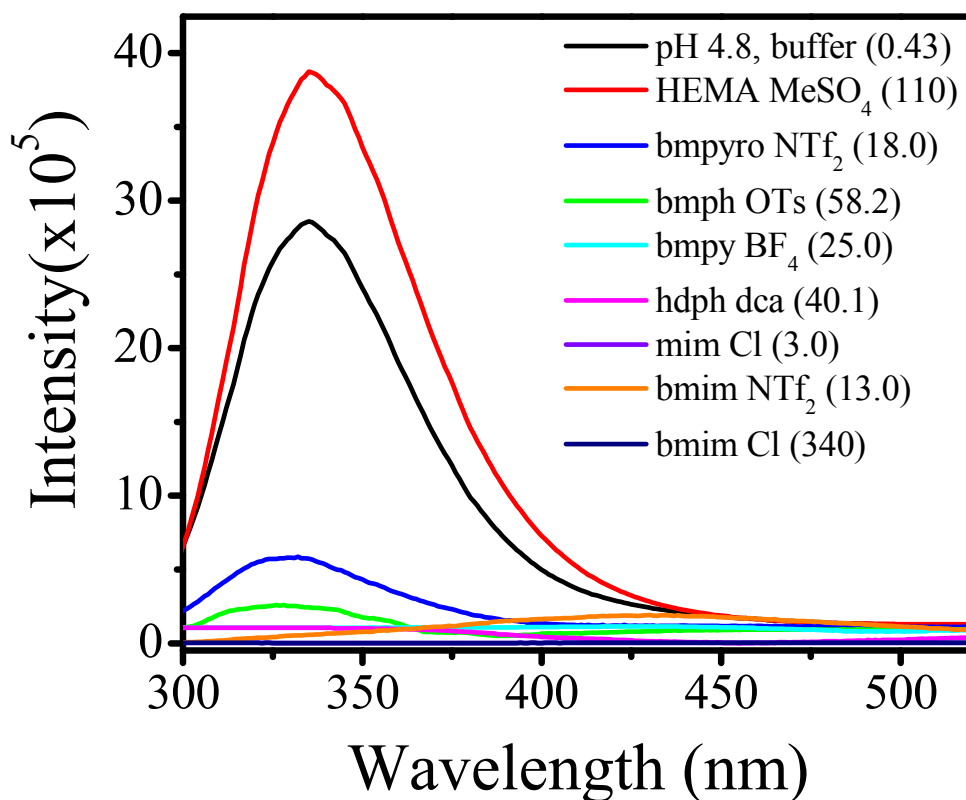 Intensity(x10⁵)
40
30
20
10
0
pH 4.8, buffer (0.43)
HEMA MeSO₄ (110)
bmpyro NTf₂ (18.0)
bmph OTs (58.2)
bmpy BF₄ (25.0)
hdph dca (40.1)
mim Cl (3.0)
bmim NTf₂ (13.0)
bmim Cl (340)
300 350 400 450 500
Wavelength (nm)